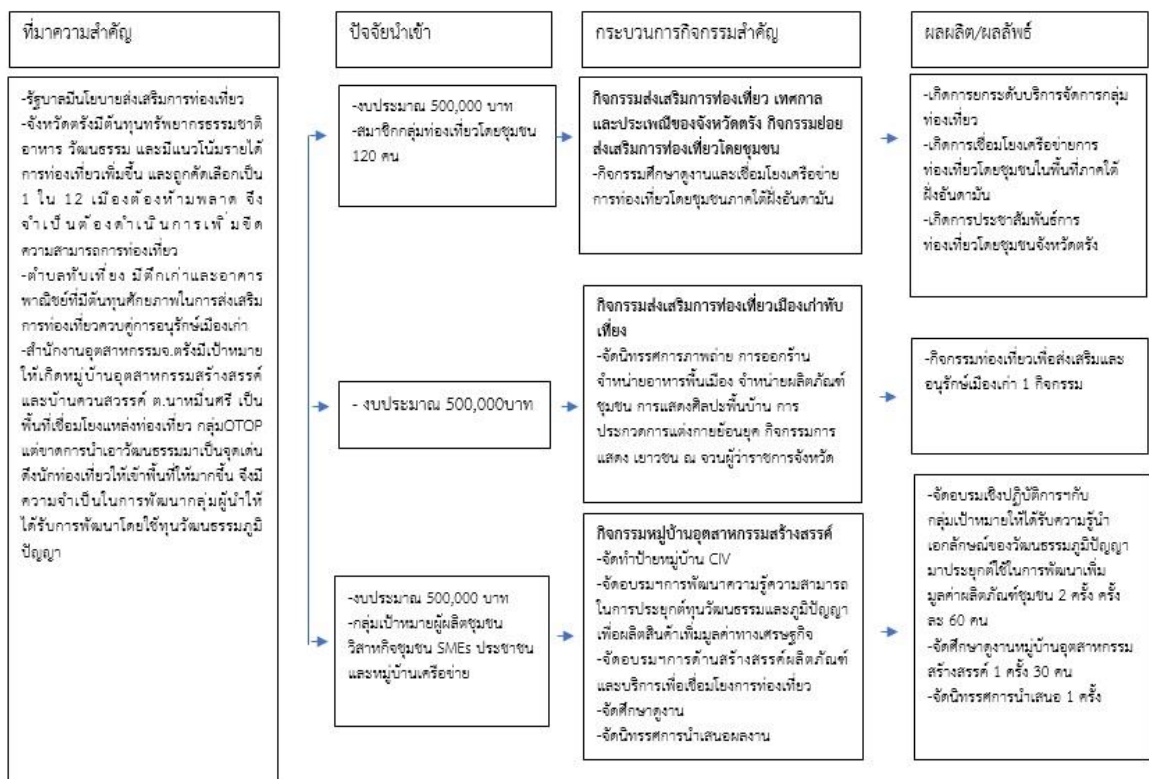 ที่มาความสำคัญ
ปัจจัยนำเข้า
กระบวนการกิจกรรมสำคัญ
ผลผลิต/ผลลัพธ์
-รัฐบาลมีนโยบายส่งเสริมการท่องเที่ยว
-จังหวัดตรังมีต้นทุนทรัพยากรธรรมชาติ
อาหาร วัฒนธรรม และมีแนวโน้มรายได้
การท่องเที่ยวเพิ่มขึ้น และถูกคัดเลือกเป็น
1 ใน 12 เมืองต้องห้ามพลาด จึง
จำเป็นต้องดำเนินการเพิ่มขีด
ความสามารถการท่องเที่ยว
-ตำบลทับเที่ยง มีตึกเก่าและอาคาร
พาณิชย์ที่มีต้นทุนศักยภาพในการส่งเสริม
การท่องเที่ยวควบคู่การอนุรักษ์เมืองเก่า
-สำนักงานอุตสาหกรรมจ.ตรังมีเป้าหมาย
ให้เกิดหมู่บ้านอุตสาหกรรมสร้างสรรค์
และบ้านควนสวรรค์ ต.นาหมื่นศรี เป็น
พื้นที่เชื่อมโยงแหล่งท่องเที่ยว กลุ่มOTOP
แต่ขาดการนำเอาวัฒนธรรมมาเป็นจุดเด่น
ดึงนักท่องเที่ยวให้เข้าพื้นที่ให้มากขึ้น จึงมี
ความจำเป็นในการพัฒนากลุ่มผู้นำให้
ได้รับการพัฒนาโดยใช้ทุนวัฒนธรรมภูมิ
ปัญญา
-งบประมาณ 500,000 บาท
-สมาชิกกลุ่มท่องเที่ยวโดยชุมชน
120 คน
กิจกรรมส่งเสริมการท่องเที่ยว เทศกาล
และประเพณีของจังหวัดตรัง กิจกรรมย่อย
ส่งเสริมการท่องเที่ยวโดยชุมชน
-กิจกรรมศึกษาดูงานและเชื่อมโยงเครือข่าย
การท่องเที่ยวโดยชุมชนภาคใต้ฝั่งอันดามัน
-เกิดการยกระดับบริการจัดการกลุ่ม
ท่องเที่ยว
-เกิดการเชื่อมโยงเครือข่ายการ
ท่องเที่ยวโดยชุมชนในพื้นที่ภาคใต้
ฝั่งอันดามัน
-เกิดการประชาสัมพันธ์การ
ท่องเที่ยวโดยชุมชนจังหวัดตรัง
- งบประมาณ 500,000บาท
กิจกรรมส่งเสริมการท่องเที่ยวเมืองเก่าทับ
เที่ยง
-จัดนิทรรศการภาพถ่าย การออกร้าน
จำหน่ายอาหารพื้นเมือง จำหน่ายผลิตภัณฑ์
ชุมชน การแสดงศิลปะพื้นบ้าน การ
ประกวดการแต่งกายย้อนยุค กิจกรรมการ
แสดง เยาวชน ณ จวนผู้ว่าราชการจังหวัด
-กิจกรรมท่องเที่ยวเพื่อส่งเสริมและ
อนุรักษ์เมืองเก่า 1 กิจกรรม
-งบประมาณ 500,000 บาท
-กลุ่มเป้าหมายผู้ผลิตชุมชน
วิสาหกิจชุมชน SMEs ประชาชน
และหมู่บ้านเครือข่าย
กิจกรรมหมู่บ้านอุตสาหกรรมสร้างสรรค์
-จัดทำป้ายหมู่บ้าน CIV
-จัดอบรมฯการพัฒนาความรู้ความสามารถ
ในการประยุกต์ทุนวัฒนธรรมและภูมิปัญญา
เพื่อผลิตสินค้าเพิ่มมูลค่าทางเศรษฐกิจ
-จัดอบรมฯการด้านสร้างสรรค์ผลิตภัณฑ์
และบริการเพื่อเชื่อมโยงการท่องเที่ยว
-จัดศึกษาดูงาน
-จัดนิทรรศการนำเสนอผลงาน
-จัดอบรมเชิงปฏิบัติการฯกับ
กลุ่มเป้าหมายให้ได้รับความรู้นำ
เอกลักษณ์ของวัฒนธรรมภูมิปัญญา
มาประยุกต์ใช้ในการพัฒนาเพิ่ม
มูลค่าผลิตภัณฑ์ชุมชน 2 ครั้ง ครั้ง
ละ 60 คน
-จัดศึกษาดูงานหมู่บ้านอุตสาหกรรม
สร้างสรรค์ 1 ครั้ง 30 คน
-จัดนิทรรศการนำเสนอ 1 ครั้ง